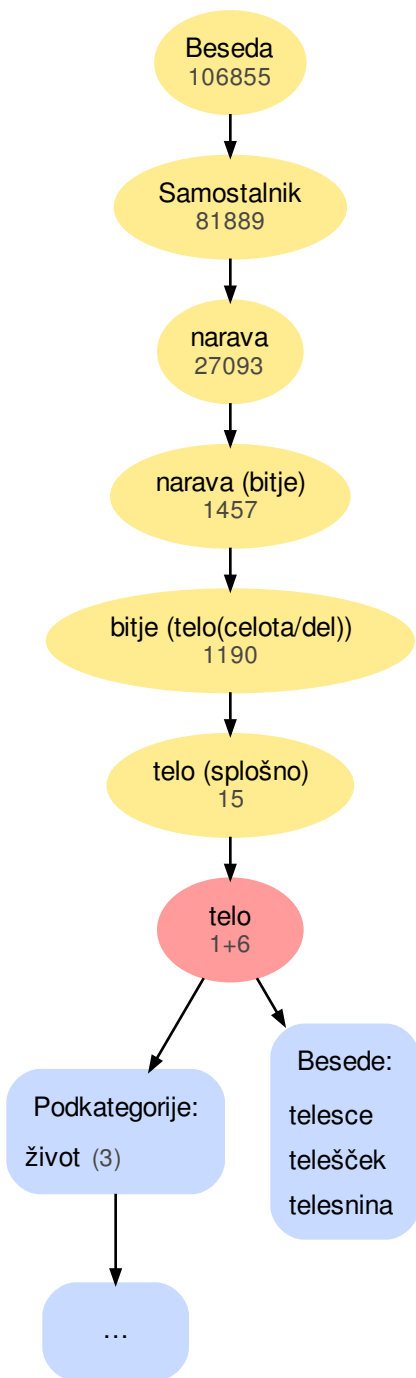 Beseda
106855
Samostalnik
81889
narava
27093
narava (bitje)
1457
bitje (telo(celota/del))
1190
telo (splošno)
15
telo
1+6
Podkategorije:
život (3)
...
Besede:
telesce
telešček
telesnina